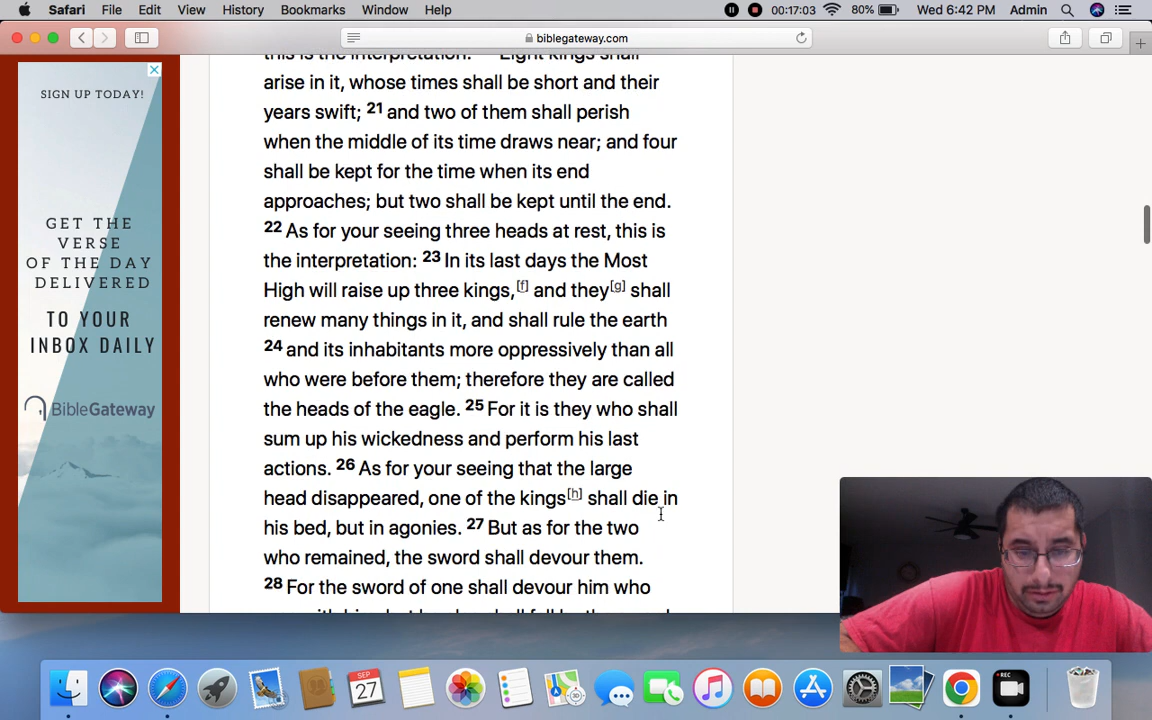 Safari File Edit View History Bookmarks Window Help 00:17:03 80% Wed 6:42 PM Admin
biblegateway.com
SIGN UP TODAY!
GET THE
VERSE
OF THE DAY
DELIVERED
TO YOUR
INBOX DAILY
BibleGateway
this is the interpretation. Eight kings shall
arise in it, whose times shall be short and their
years swift; 21 and two of them shall perish
when the middle of its time draws near; and four
shall be kept for the time when its end
approaches; but two shall be kept until the end.
22 As for your seeing three heads at rest, this is
the interpretation: 23 In its last days the Most
High will raise up three kings,[f] and they[g] shall
renew many things in it, and shall rule the earth
24 and its inhabitants more oppressively than all
who were before them; therefore they are called
the heads of the eagle. 25 For it is they who shall
sum up his wickedness and perform his last
actions. 26 As for your seeing that the large
head disappeared, one of the kings[h] shall die in
his bed, but in agonies. 27 But as for the two
who remained, the sword shall devour them.
28 For the sword of one shall devour him who
SEP
27
REC